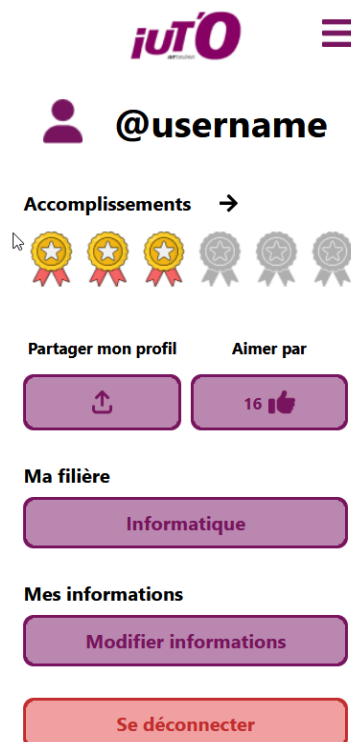 iUT'O
@username
Accomplissements
Partager mon profil
Aimer par
16
Ma filière
Informatique
Mes informations
Modifier informations
Se déconnecter